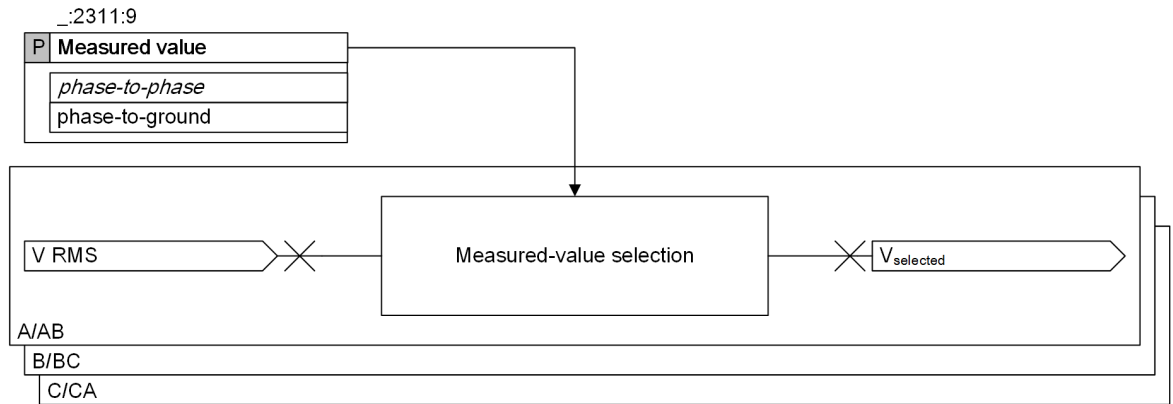 _:2311:9
P Measured value
phase-to-phase
phase-to-ground
V RMS
Measured-value selection
Vselected
A/AB
B/BC
C/CA